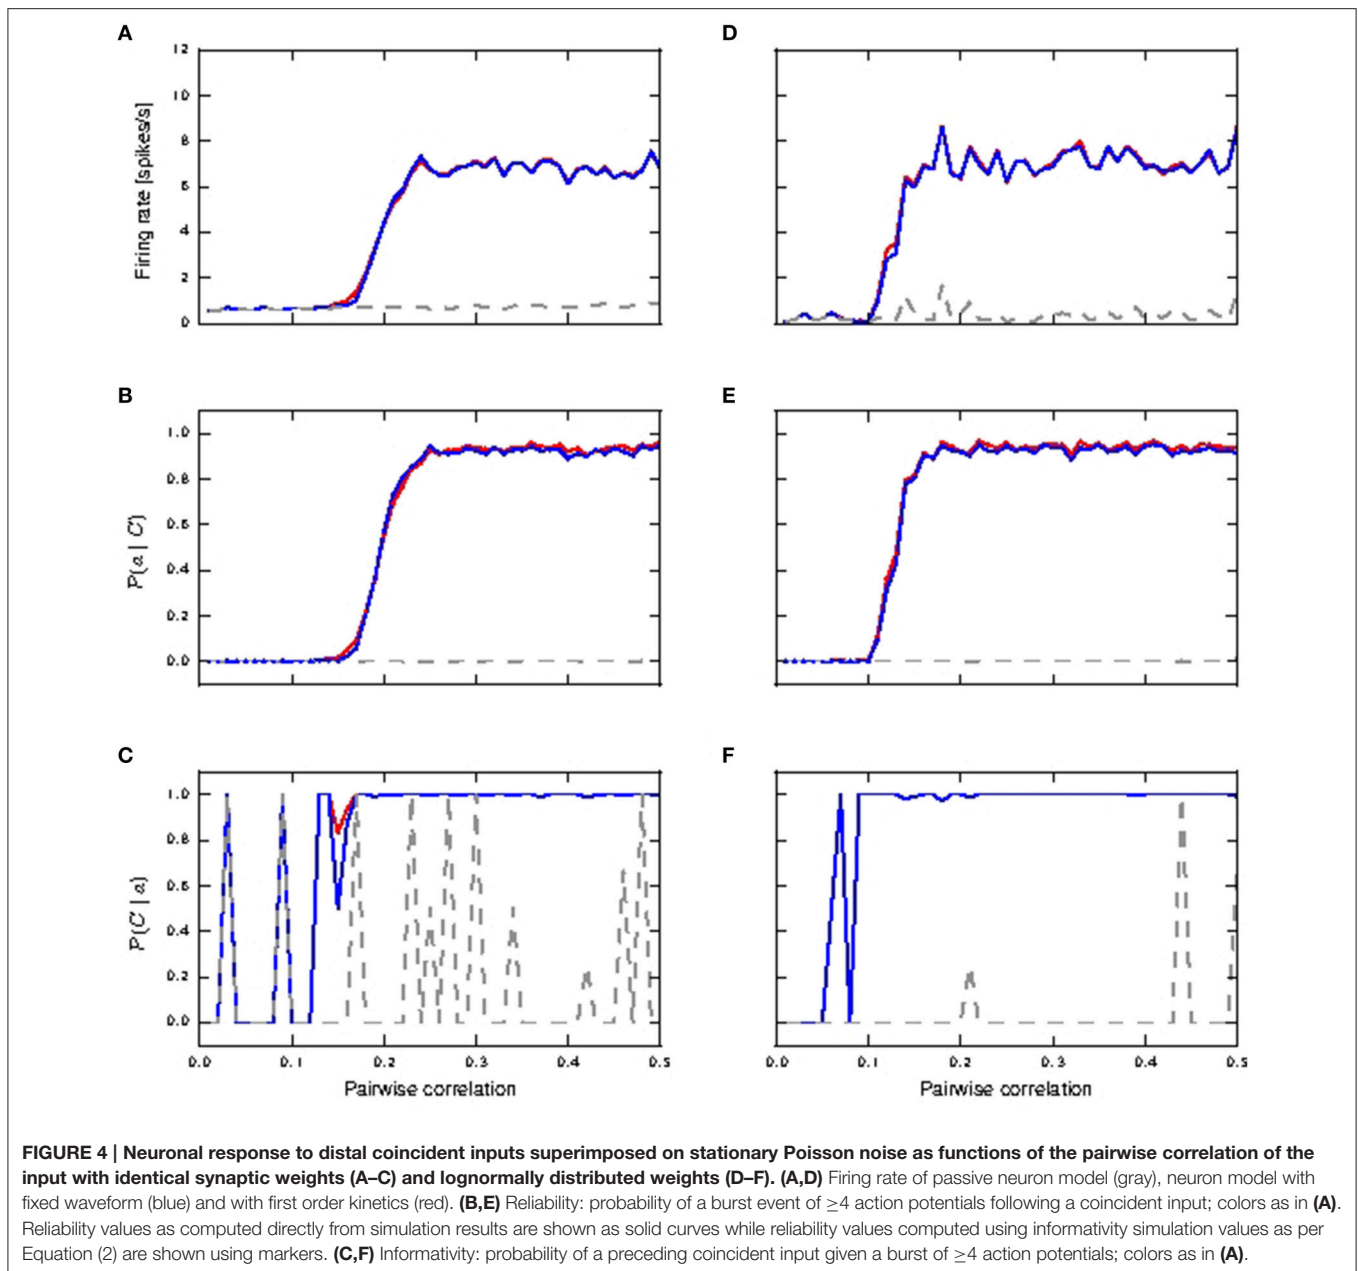 A
D
12
10
8
6
4
2
0
Firing rate [spikes/s]
B
E
1.0
0.8
0.6
0.4
0.2
0.0
P(a | C)
C
F
1.0
0.8
0.6
0.4
0.2
0.0
P(C | a)
0.0 0.1 0.2 0.3 0.4 0.5
0.0 0.1 0.2 0.3 0.4 0.5
Pairwise correlation
Pairwise correlation
FIGURE 4 | Neuronal response to distal coincident inputs superimposed on stationary Poisson noise as functions of the pairwise correlation of the
input with identical synaptic weights (A–C) and lognormally distributed weights (D–F). (A,D) Firing rate of passive neuron model (gray), neuron model with
fixed waveform (blue) and with first order kinetics (red). (B,E) Reliability: probability of a burst event of ≥4 action potentials following a coincident input; colors as in (A).
Reliability values as computed directly from simulation results are shown as solid curves while reliability values computed using informativity simulation values as per
Equation (2) are shown using markers. (C,F) Informativity: probability of a preceding coincident input given a burst of ≥4 action potentials; colors as in (A).